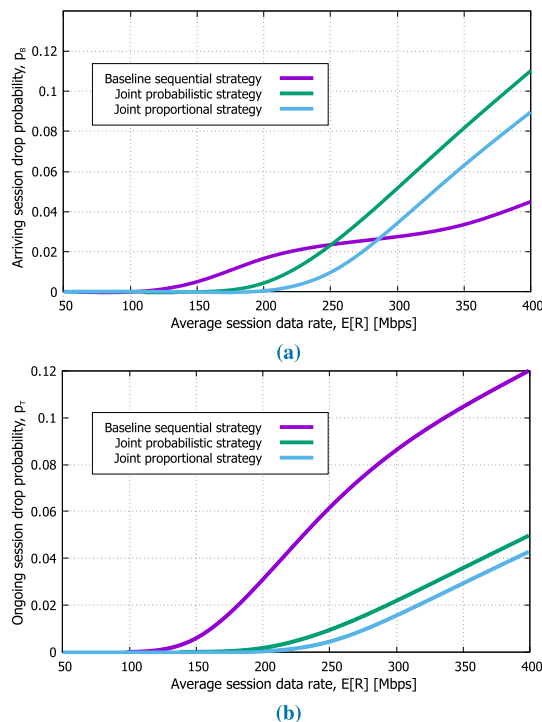 0.12
0.1
0.08
0.06
0.04
0.02
0
Arriving session drop probability, pB
Baseline sequential strategy
Joint probabilistic strategy
Joint proportional strategy
50 100 150 200 250 300 350 400
Average session data rate, E[R] [Mbps]
(a)
0.12
0.1
0.08
0.06
0.04
0.02
0
Ongoing session drop probability, pT
Baseline sequential strategy
Joint probabilistic strategy
Joint proportional strategy
50 100 150 200 250 300 350 400
Average session data rate, E[R] [Mbps]
(b)